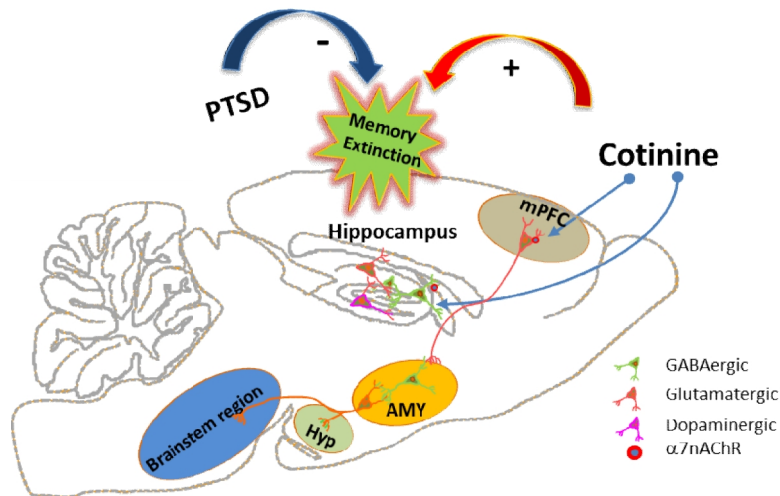 -
+
PTSD
Memory
Extinction
Cotinine
mPFC
Hippocampus
GABAergic
Glutamatergic
Dopaminergic
α7nAChR
AMY
Hyp
Brainstem region